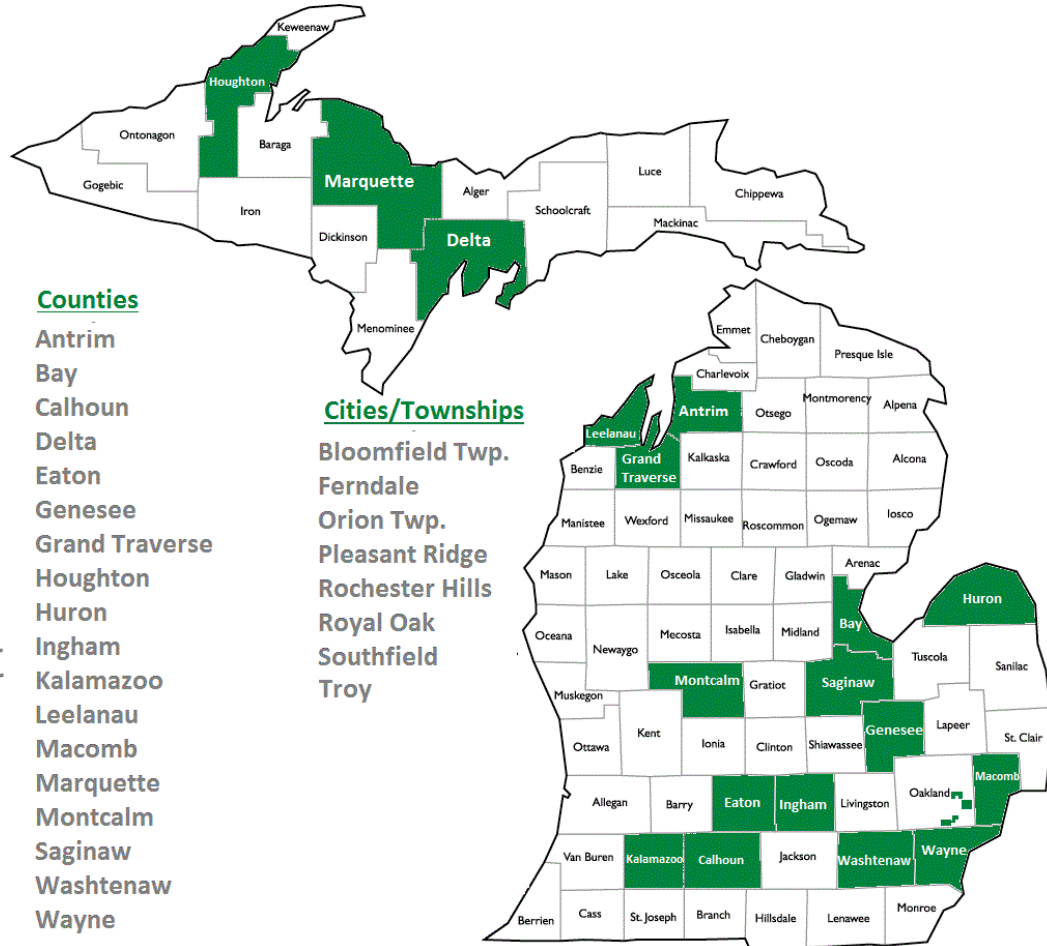 Keweenaw
Houghton
Ontonagon
Baraga
Gogebic
Marquette
Iron
Alger
Luce
Chippewa
Schoolcraft
Mackinac
Dickinson
Delta
Menominee
Counties
Antrim
Bay
Calhoun
Delta
Eaton
Genesee
Grand Traverse
Houghton
Huron
Ingham
Kalamazoo
Leelanau
Macomb
Marquette
Montcalm
Saginaw
Washtenaw
Wayne
Cities/Townships
Bloomfield Twp.
Ferndale
Orion Twp.
Pleasant Ridge
Rochester Hills
Royal Oak
Southfield
Troy
Emmet
Cheboygan
Presque Isle
Charlevoix
Leelanau
Antrim
Otsego
Montmorency
Alpena
Benzie
Grand
Traverse
Kalkaska
Crawford
Oscoda
Alcona
Manistee
Wexford
Missaukee
Roscommon
Ogemaw
Iosco
Mason
Lake
Osceola
Clare
Gladwin
Arenac
Huron
Oceana
Newaygo
Mecosta
Isabella
Midland
Bay
Tuscola
Sanilac
Muskegon
Montcalm
Gratiot
Saginaw
Ottawa
Kent
Ionia
Clinton
Shiawassee
Genesee
Lapeer
St. Clair
Allegan
Barry
Eaton
Ingham
Livingston
Oakland
Macomb
Van Buren
Kalamazoo
Calhoun
Jackson
Washtenaw
Wayne
Berrien
Cass
St. Joseph
Branch
Hillsdale
Lenawee
Monroe